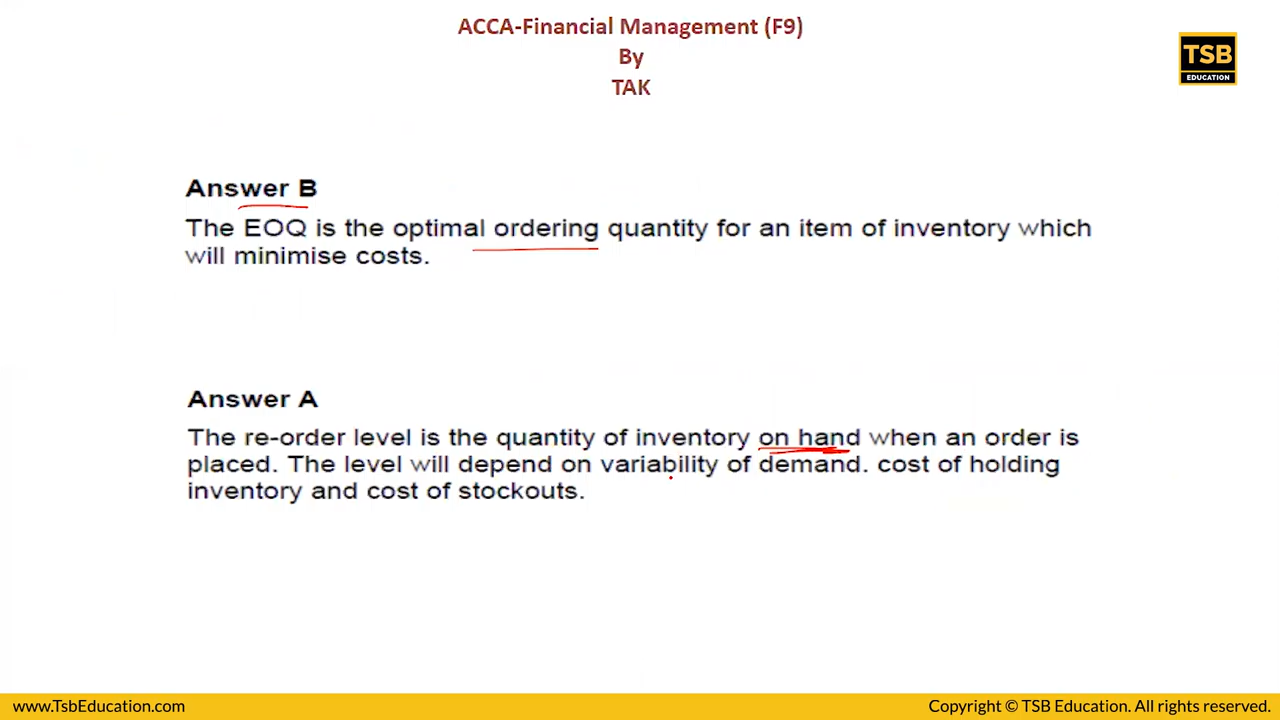 ACCA-Financial Management (F9)
By
TAK
TSB
EDUCATION
Answer B
The EOQ is the optimal ordering quantity for an item of inventory which
will minimise costs.
Answer A
The re-order level is the quantity of inventory on hand when an order is
placed. The level will depend on variability of demand. cost of holding
inventory and cost of stockouts.
www.TsbEducation.com
Copyright © TSB Education. All rights reserved.